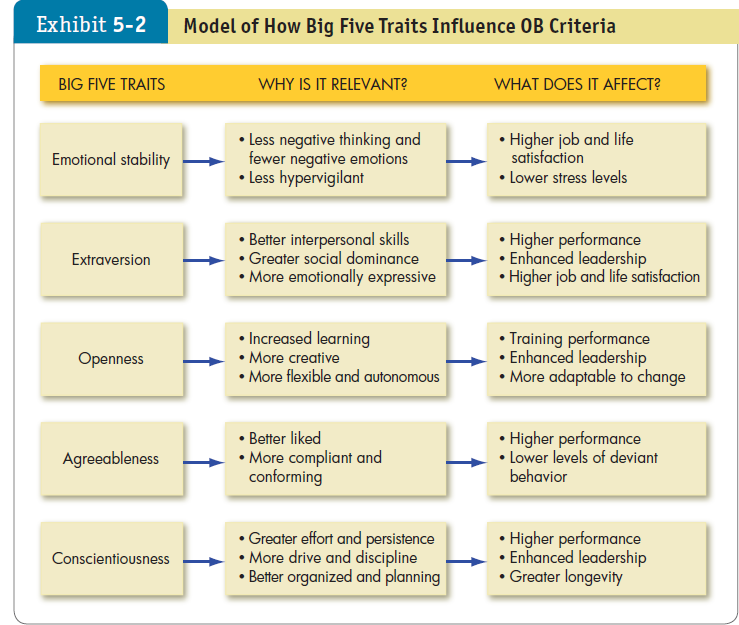 Exhibit 5-2 Model of How Big Five Traits Influence OB Criteria
BIG FIVE TRAITS WHY IS IT RELEVANT? WHAT DOES IT AFFECT?
Emotional stability
• Less negative thinking and
fewer negative emotions
• Less hypervigilant
• Higher job and life
satisfaction
• Lower stress levels
Extraversion
• Better interpersonal skills
• Greater social dominance
• More emotionally expressive
• Higher performance
• Enhanced leadership
• Higher job and life satisfaction
Openness
• Increased learning
• More creative
• More flexible and autonomous
• Training performance
• Enhanced leadership
• More adaptable to change
Agreeableness
• Better liked
• More compliant and
conforming
• Higher performance
• Lower levels of deviant
behavior
Conscientiousness
• Greater effort and persistence
• More drive and discipline
• Better organized and planning
• Higher performance
• Enhanced leadership
• Greater longevity